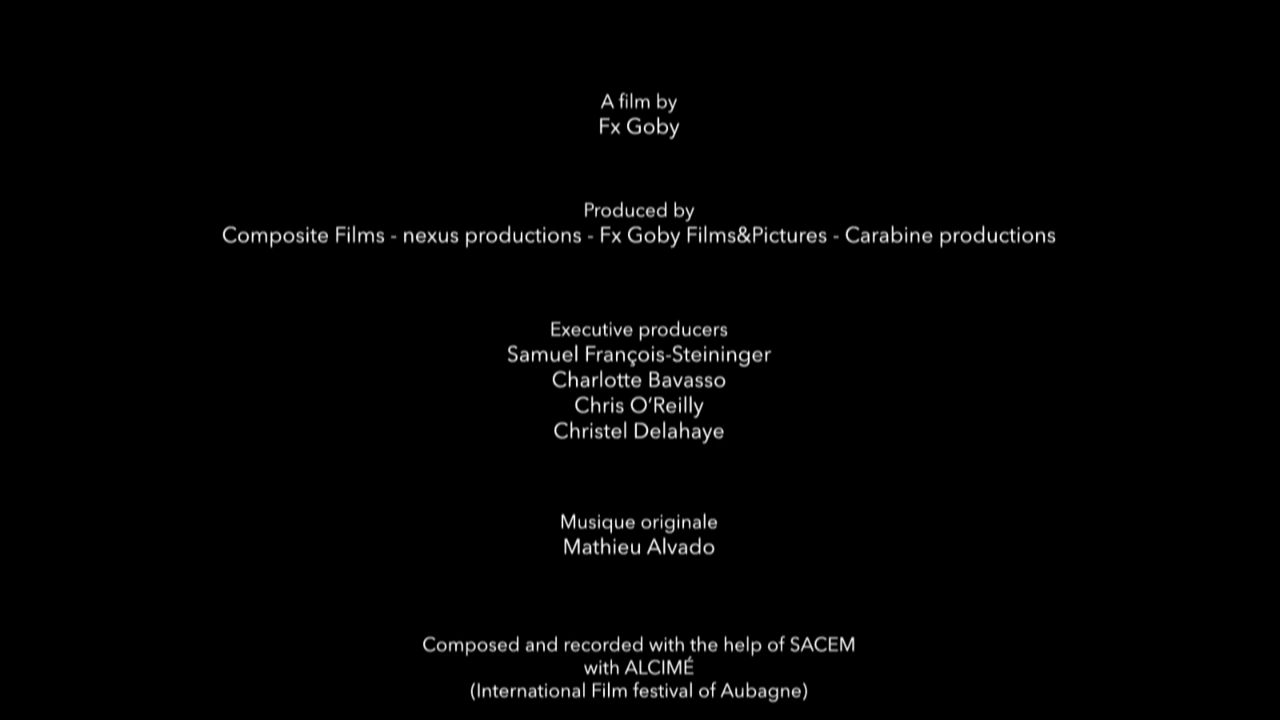 A film by
Fx Goby
Produced by
Composite Films - nexus productions - Fx Goby Films&Pictures - Carabine productions
Executive producers
Samuel François-Steininger
Charlotte Bavasso
Chris O’Reilly
Christel Delahaye
Musique originale
Mathieu Alvado
Composed and recorded with the help of SACEM
with ALCIMÉ
(International Film festival of Aubagne)